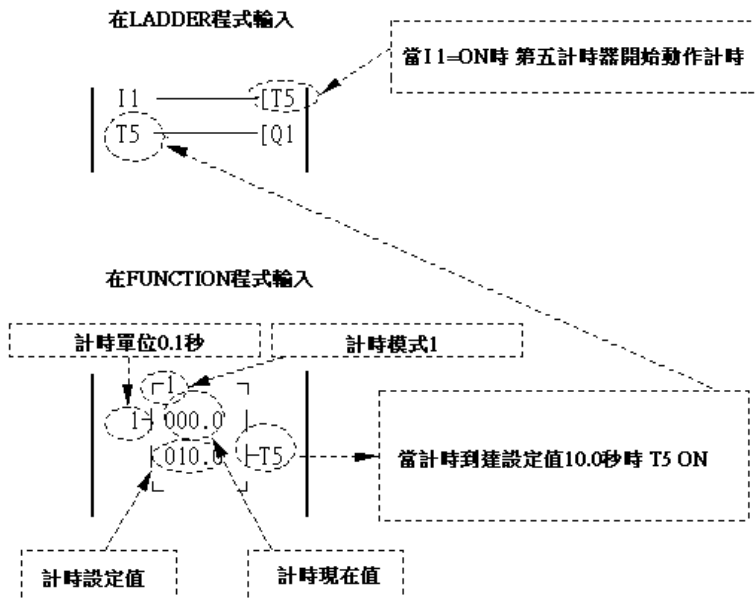 在LADDER程式輸入
當I1=ON時 第五計時器開始動作計時
I1 [T5
T5 [Q1
在FUNCTION程式輸入
計時單位0.1秒
計時模式1
1
1 000.0
010.0 T5
當計時到達設定值10.0秒時 T5 ON
計時設定值
計時現在值